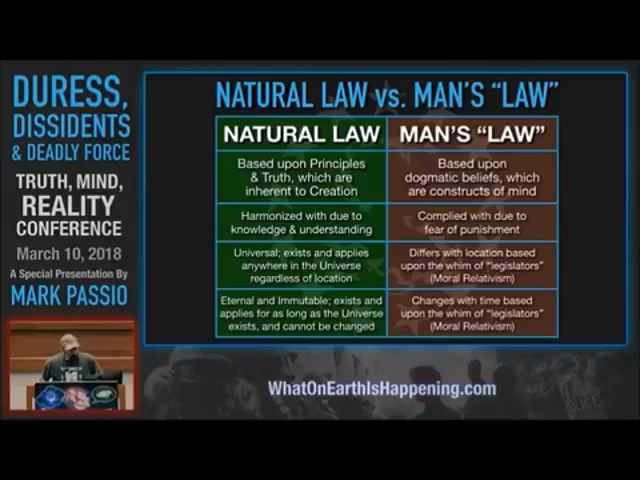 DURESS,
DISSIDENTS
& DEADLY FORCE
TRUTH, MIND,
REALITY
CONFERENCE
March 10, 2018
A Special Presentation By
MARK PASSIO
NATURAL LAW vs. MAN'S "LAW"
NATURAL LAW
MAN'S "LAW"
Based upon Principles
& Truth, which are
inherent to Creation
Based upon
dogmatic beliefs, which
are constructs of mind
Harmonized with due to
knowledge & understanding
Complied with due to
fear of punishment
Universal; exists and applies
anywhere in the Universe
regardless of location
Differs with location based
upon the whim of "legislators"
(Moral Relativism)
Eternal and Immutable; exists and
applies for as long as the Universe
exists, and cannot be changed
Changes with time based
upon the whim of "legislators"
(Moral Relativism)
WhatOnEarthIsHappening.com